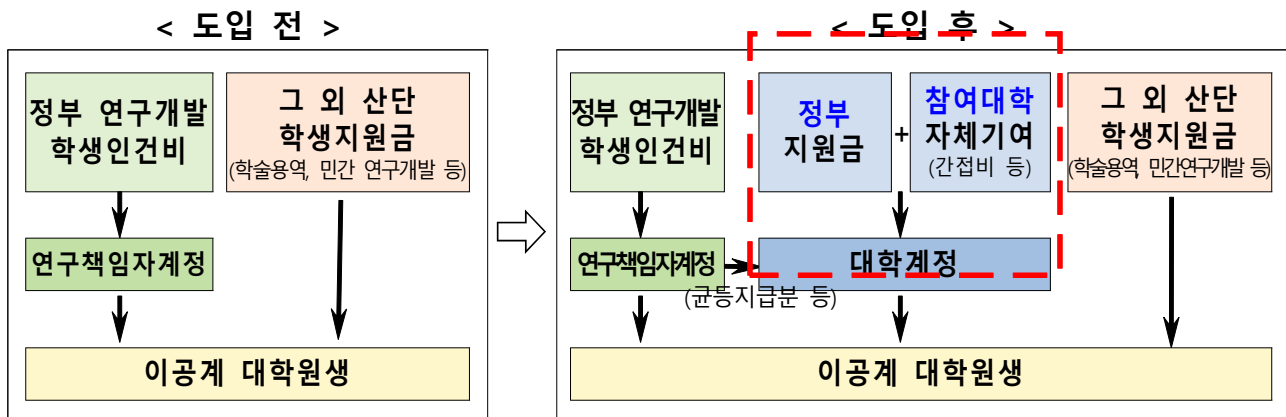 < 도입 전 >
정부 연구개발
학생인건비
그 외 산단
학생지원금
(학술용역, 민간 연구개발 등)
연구책임자계정
이공계 대학원생
< 도입 후 >
정부 연구개발
학생인건비
정부
지원금
+
참여대학
자체기여
(간접비 등)
그 외 산단
학생지원금
(학술용역, 민간연구개발 등)
연구책임자계정
대학계정
(균등지급분 등)
이공계 대학원생